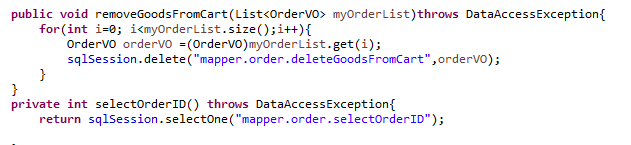 public void removeGoodsFromCart(List<OrderVO> myOrderList)throws DataAccessException{
for(int i=0; i<myOrderList.size();i++){
OrderVO orderVO =(OrderVO)myOrderList.get(i);
sqlSession.delete("mapper.order.deleteGoodsFromCart",orderVO);
}
}
private int selectOrderID() throws DataAccessException{
return sqlSession.selectOne("mapper.order.selectOrderID");